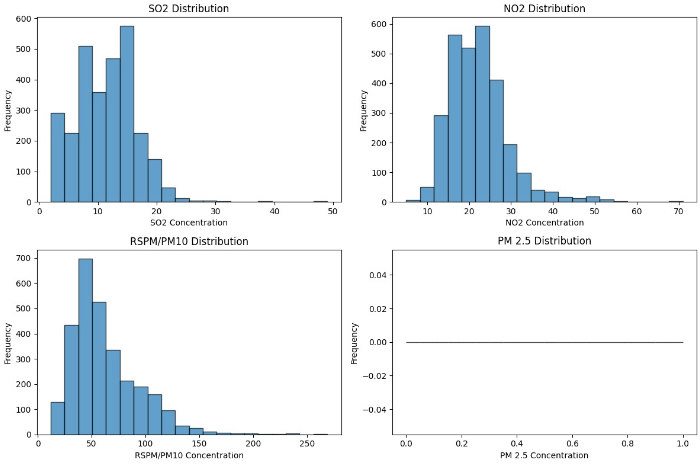 SO2 Distribution
600
500
400
300
200
100
0
Frequency
0 10 20 30 40 50
SO2 Concentration
NO2 Distribution
600
500
400
300
200
100
0
Frequency
10 20 30 40 50 60 70
NO2 Concentration
RSPM/PM10 Distribution
700
600
500
400
300
200
100
0
Frequency
0 50 100 150 200 250
RSPM/PM10 Concentration
PM 2.5 Distribution
0.04
0.02
0.00
−0.02
−0.04
Frequency
0.0 0.2 0.4 0.6 0.8 1.0
PM 2.5 Concentration